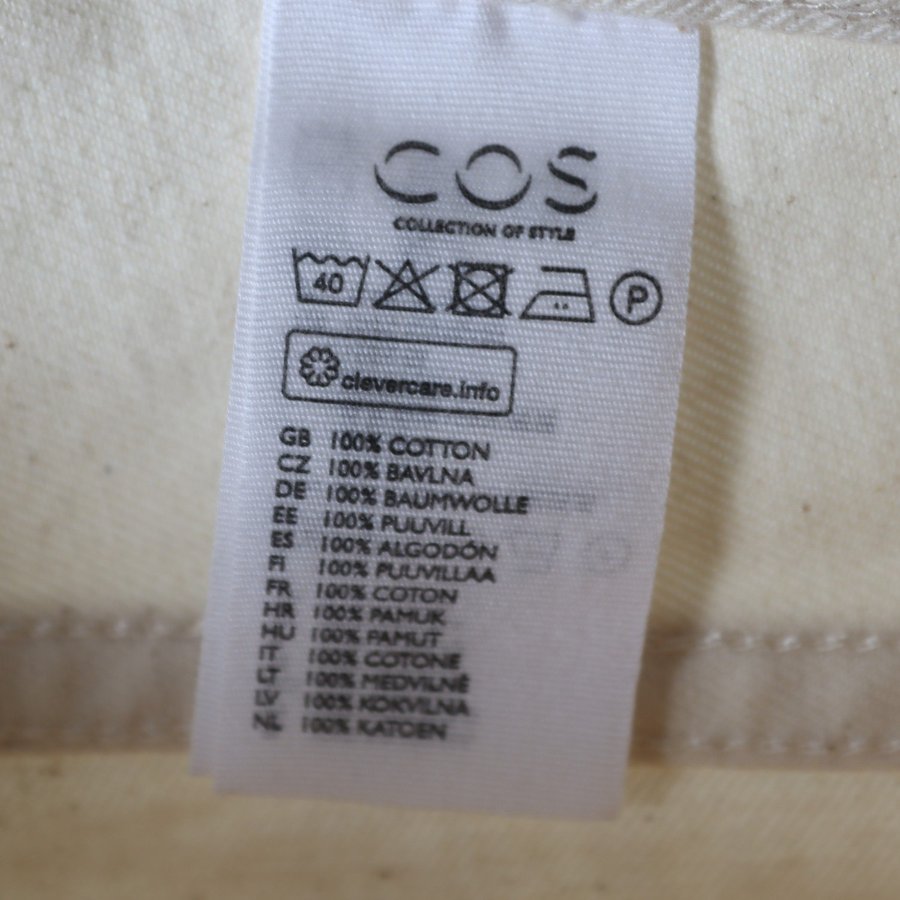 COS
COLLECTION OF STYLE
40 P
clevercare.info
GB 100% COTTON
CZ 100% BAVLNA
DE 100% BAUMWOLLE
EE 100% PUUVILL
ES 100% ALGODÓN
FI 100% PUUVILLAA
FR 100% COTON
HR 100% PAMUK
HU 100% PAMUT
IT 100% COTONE
LT 100% MEDVILNĖ
LV 100% KOKVILNA
NL 100% KATOEN